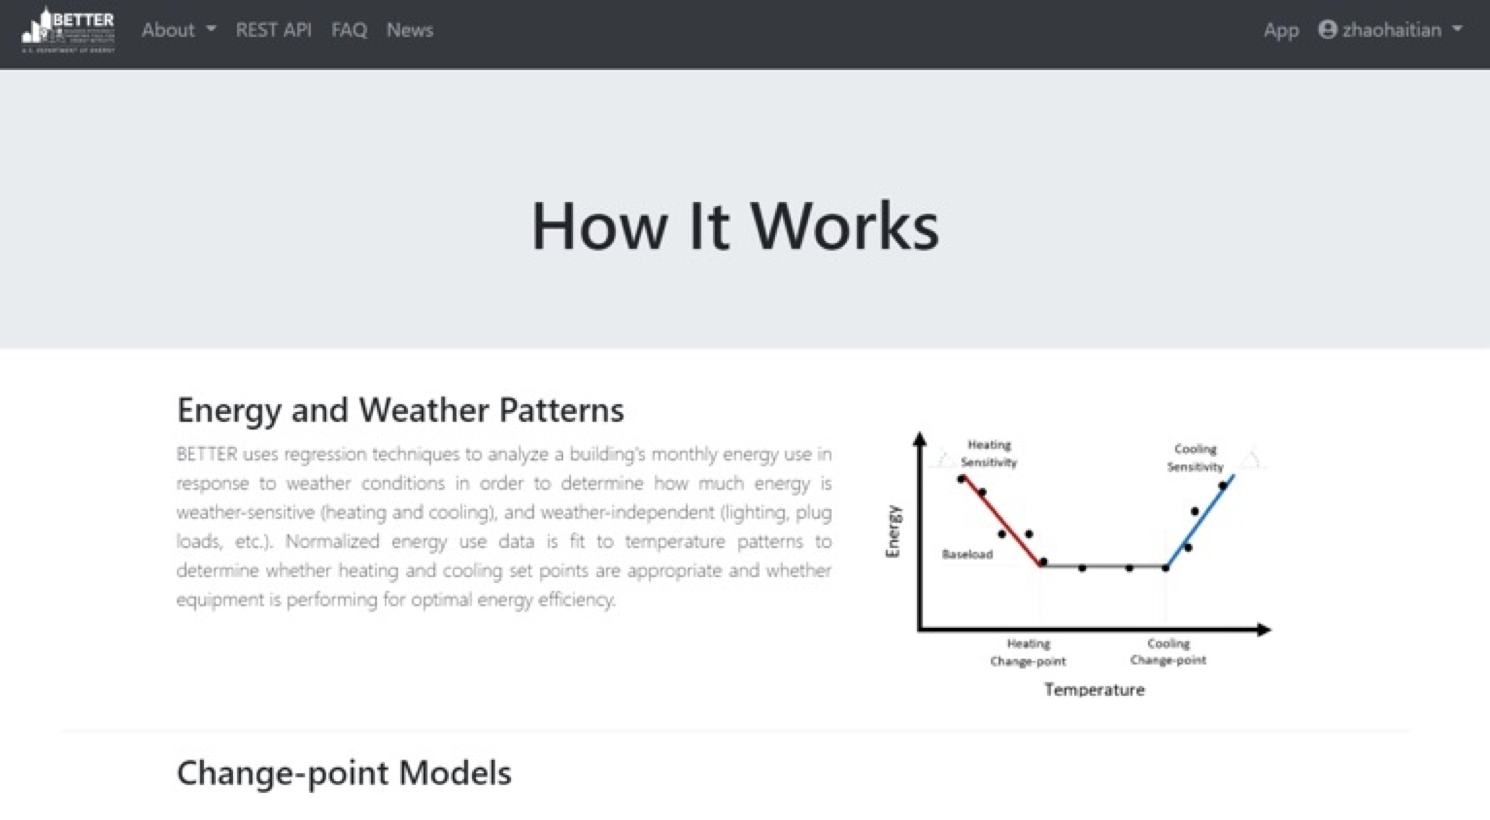 BETTER
U.S. DEPARTMENT OF ENERGY
About REST API FAQ News App zhaohaitian
How It Works
Energy and Weather Patterns
BETTER uses regression techniques to analyze a building's monthly energy use in
response to weather conditions in order to determine how much energy is
weather-sensitive (heating and cooling), and weather-independent (lighting, plug
loads, etc.). Normalized energy use data is fit to temperature patterns to
determine whether heating and cooling set points are appropriate and whether
equipment is performing for optimal energy efficiency.
Heating
Sensitivity
Cooling
Sensitivity
Energy
Baseload
Heating
Change-point
Cooling
Change-point
Temperature
Change-point Models